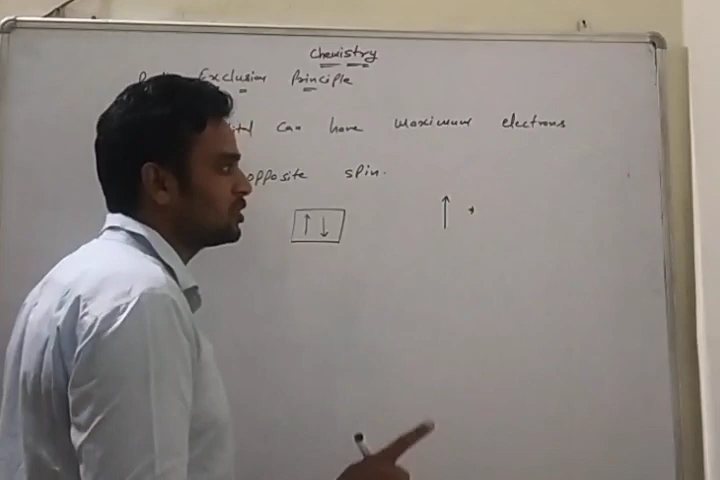 Chemistry
Exclusion Principle
can have maximum electrons
opposite spin.
↑ ↓ ↑